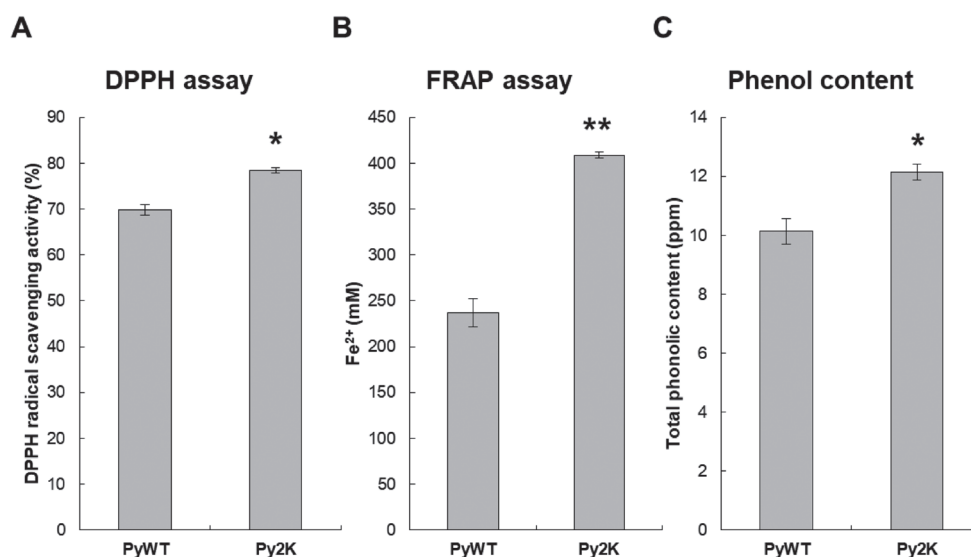 A
DPPH assay
DPPH radical scavenging activity (%)
90
80
70
60
50
40
30
20
10
0
*
PyWT
Py2K
B
FRAP assay
Fe²⁺ (mM)
450
400
350
300
250
200
150
100
50
0
**
PyWT
Py2K
C
Phenol content
Total phonolic content (ppm)
14
12
10
8
6
4
2
0
*
PyWT
Py2K